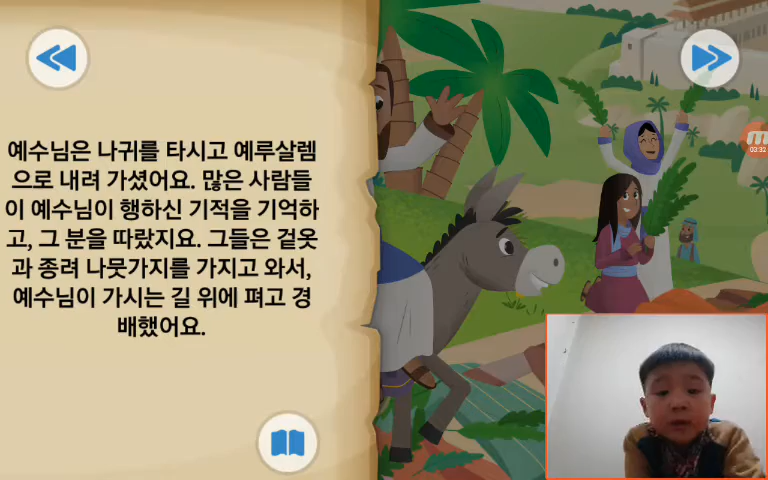 예수님은 나귀를 타시고 예루살렘
으로 내려 가셨어요. 많은 사람들
이 예수님이 행하신 기적을 기억하
고, 그 분을 따랐지요. 그들은 겉옷
과 종려 나뭇가지를 가지고 와서,
예수님이 가시는 길 위에 펴고 경
배했어요.
03:32